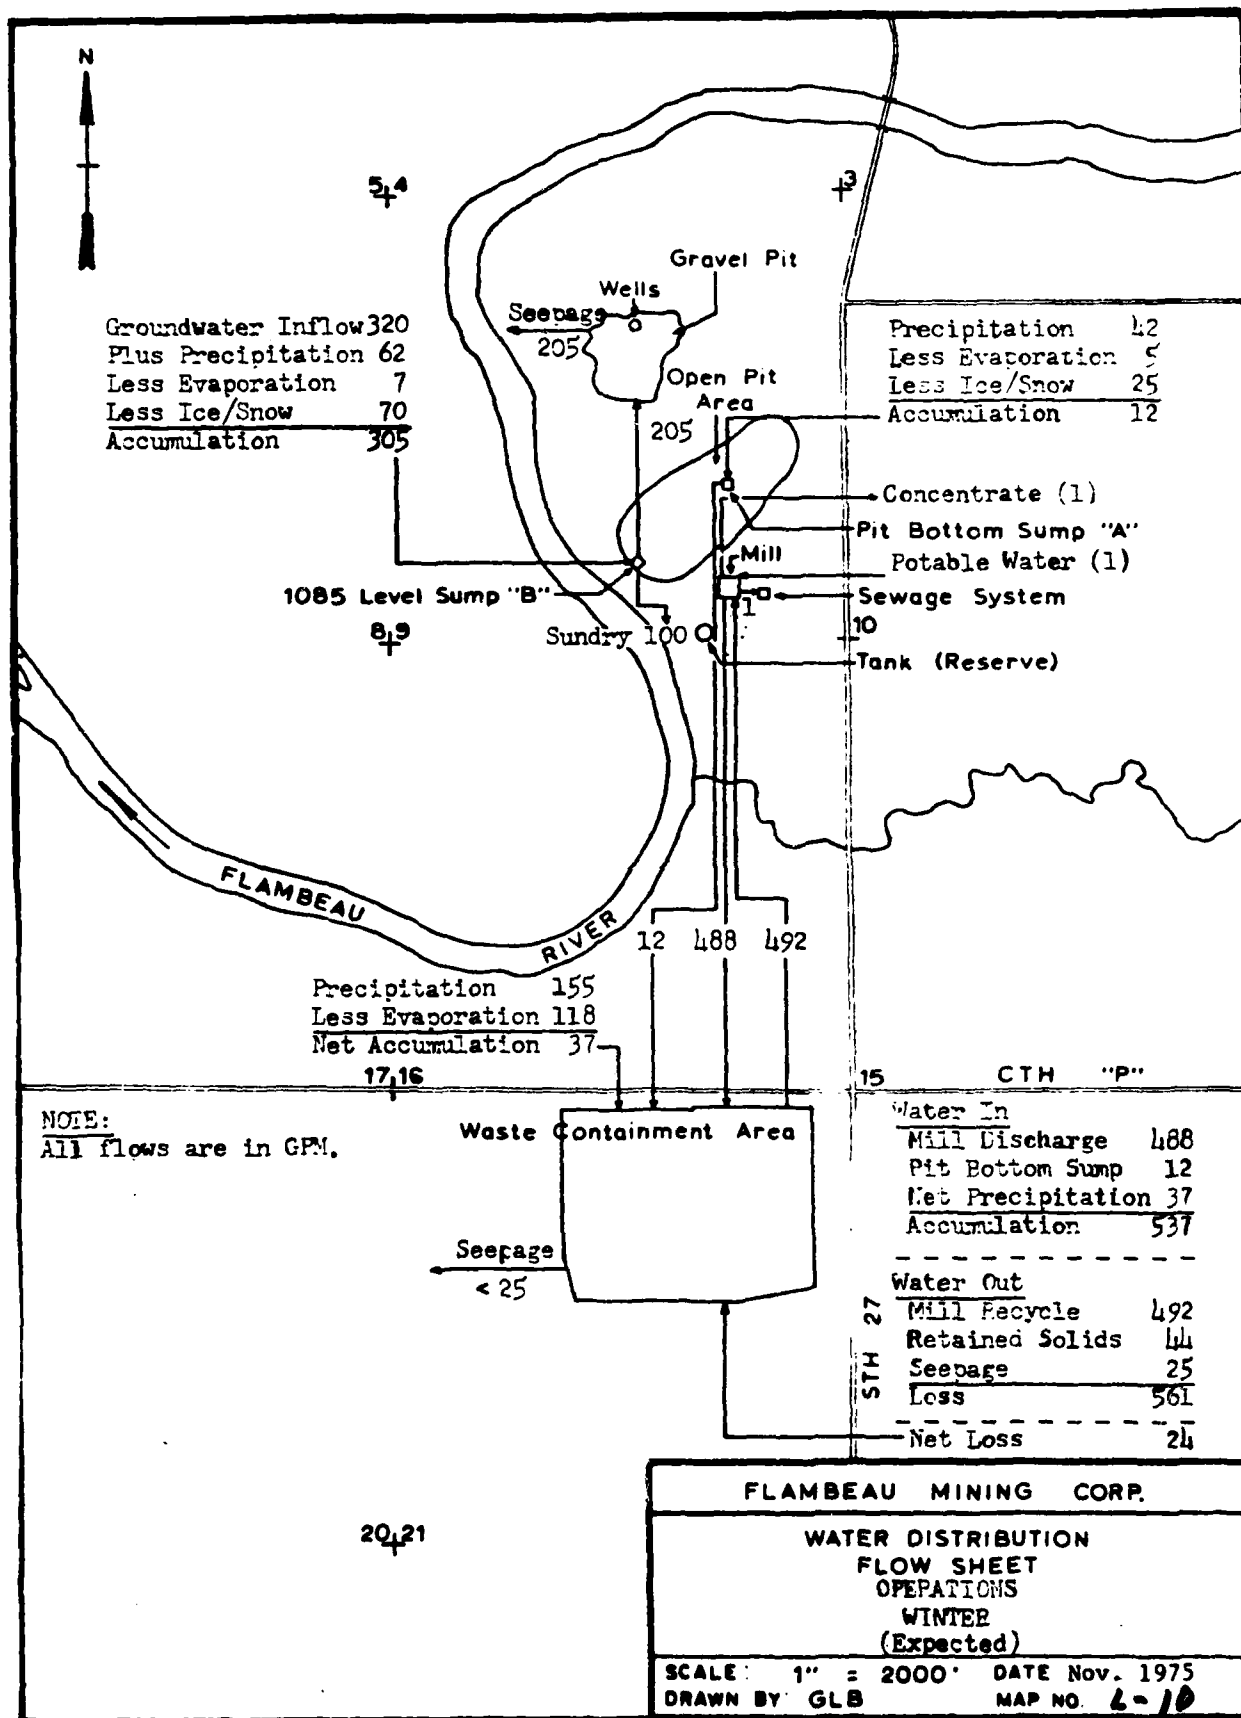 N
5 4
3
Gravel Pit
Wells
Seepage
205
Groundwater Inflow 320
Plus Precipitation 62
Less Evaporation 7
Less Ice/Snow 70
Accumulation 305
Precipitation 42
Less Evaporation 5
Less Ice/Snow 25
Accumulation 12
Open Pit
Area
205
Concentrate (1)
Pit Bottom Sump "A"
Mill
Potable Water (1)
1085 Level Sump "B"
Sewage System
1
8 9
Sundry 100
10
Tank (Reserve)
FLAMBEAU
RIVER
12 488 492
Precipitation 155
Less Evaporation 118
Net Accumulation 37
17 16
15
CTH "P"
NOTE:
All flows are in GPM.
Waste Containment Area
Water In
Mill Discharge 488
Pit Bottom Sump 12
Net Precipitation 37
Accumulation 537
Seepage
< 25
Water Out
Mill Recycle 492
Retained Solids 44
Seepage 25
Loss 561
Net Loss 24
STH 27
20 21
FLAMBEAU MINING CORP.
WATER DISTRIBUTION
FLOW SHEET
OPERATIONS
WINTER
(Expected)
SCALE: 1" = 2000' DATE Nov. 1975
DRAWN BY GLB MAP NO.